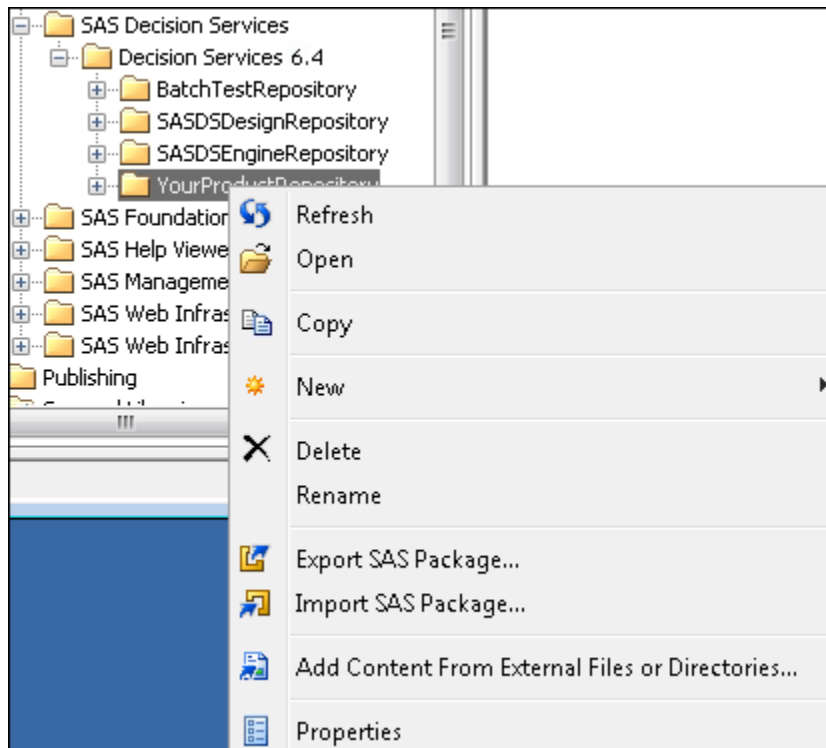 SAS Decision Services
Decision Services 6.4
BatchTestRepository
SASDSDesignRepository
SASDSEngineRepository
YourProductRepository
SAS Foundation
SAS Help Viewe
SAS Manageme
SAS Web Infras
SAS Web Infras
Publishing
Refresh
Open
Copy
New
Delete
Rename
Export SAS Package...
Import SAS Package...
Add Content From External Files or Directories...
Properties